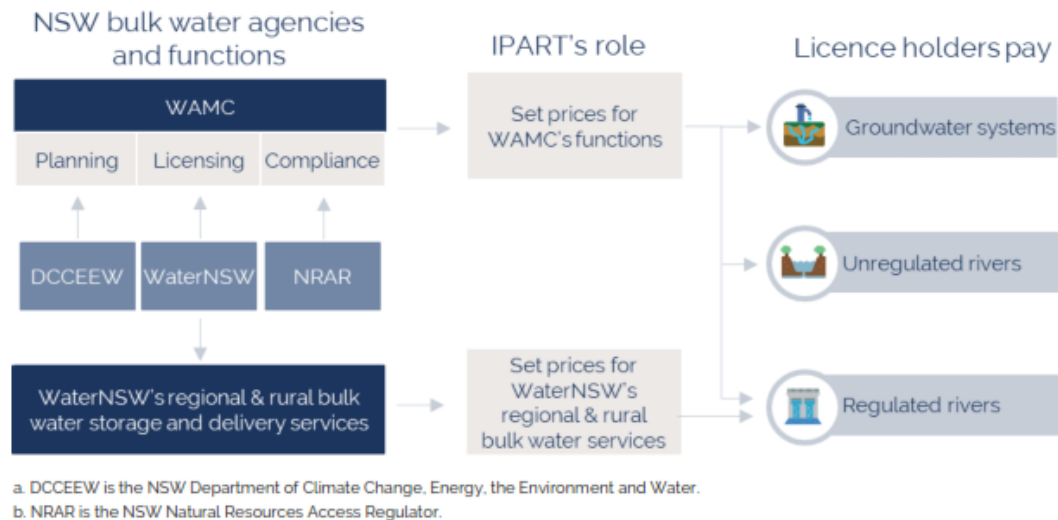 NSW bulk water agencies
and functions
IPART's role
Licence holders pay
WAMC
Planning
Licensing
Compliance
Set prices for
WAMC's functions
Groundwater systems
DCCEEW
WaterNSW
NRAR
Unregulated rivers
WaterNSW's regional & rural bulk
water storage and delivery services
Set prices for
WaterNSW's
regional & rural
bulk water services
Regulated rivers
a. DCCEEW is the NSW Department of Climate Change, Energy, the Environment and Water.
b. NRAR is the NSW Natural Resources Access Regulator.